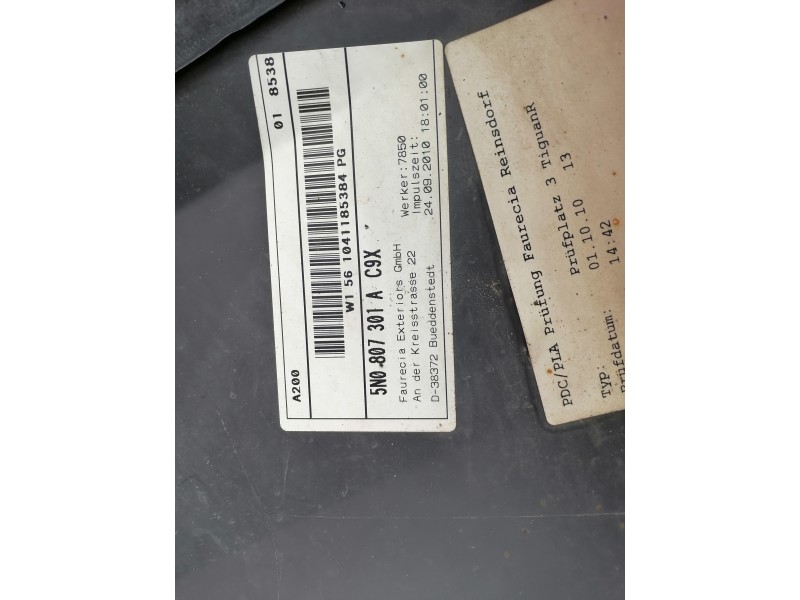 A200
01 8538
W1 56 1041185384 PG
5N0 807 301 A C9X
Faurecia Exteriors GmbH
An der Kreisstrasse 22
D-38372 Bueddenstedt
Werker:7850
Impulszeit:
24.09.2010 18:01:00
PDC/PLA Prüfung Faurecia Reinsdorf
Prüfplatz 3 TiguanR
Typ: 13
Prüfdatum: 01.10.10
14:42